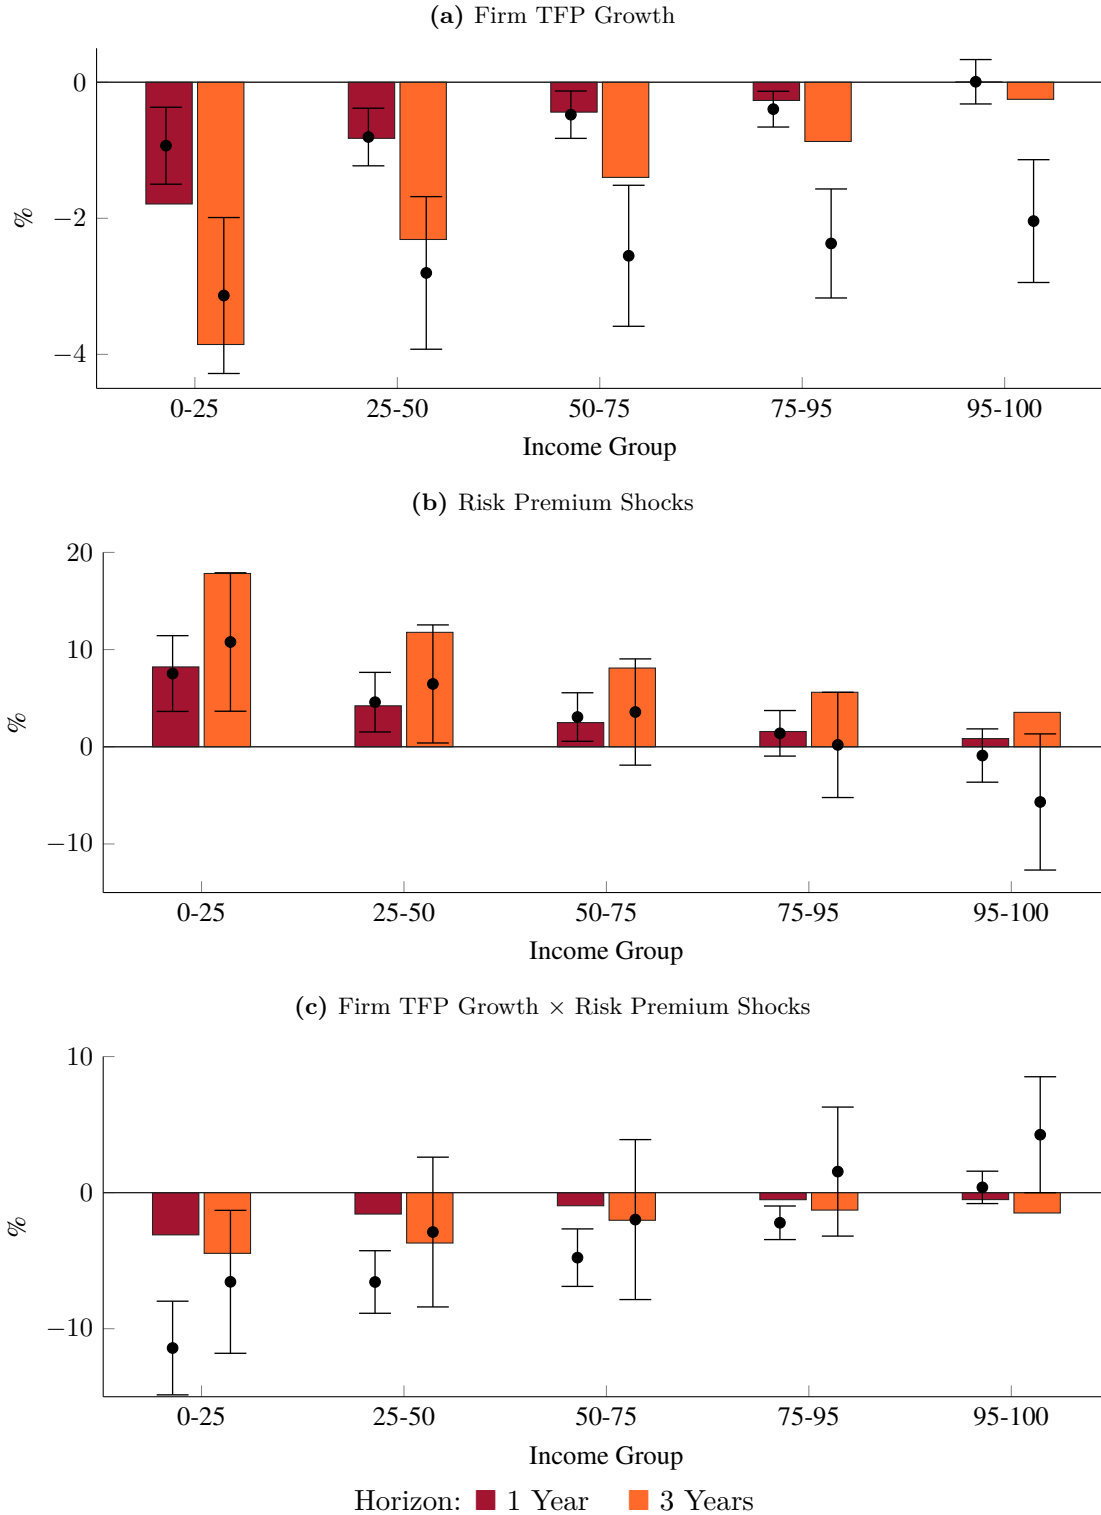 (a) Firm TFP Growth
0
−2
−4
%
0-25 25-50 50-75 75-95 95-100
Income Group
(b) Risk Premium Shocks
20
10
0
−10
%
0-25 25-50 50-75 75-95 95-100
Income Group
(c) Firm TFP Growth × Risk Premium Shocks
10
0
−10
%
0-25 25-50 50-75 75-95 95-100
Income Group
Horizon: 1 Year 3 Years